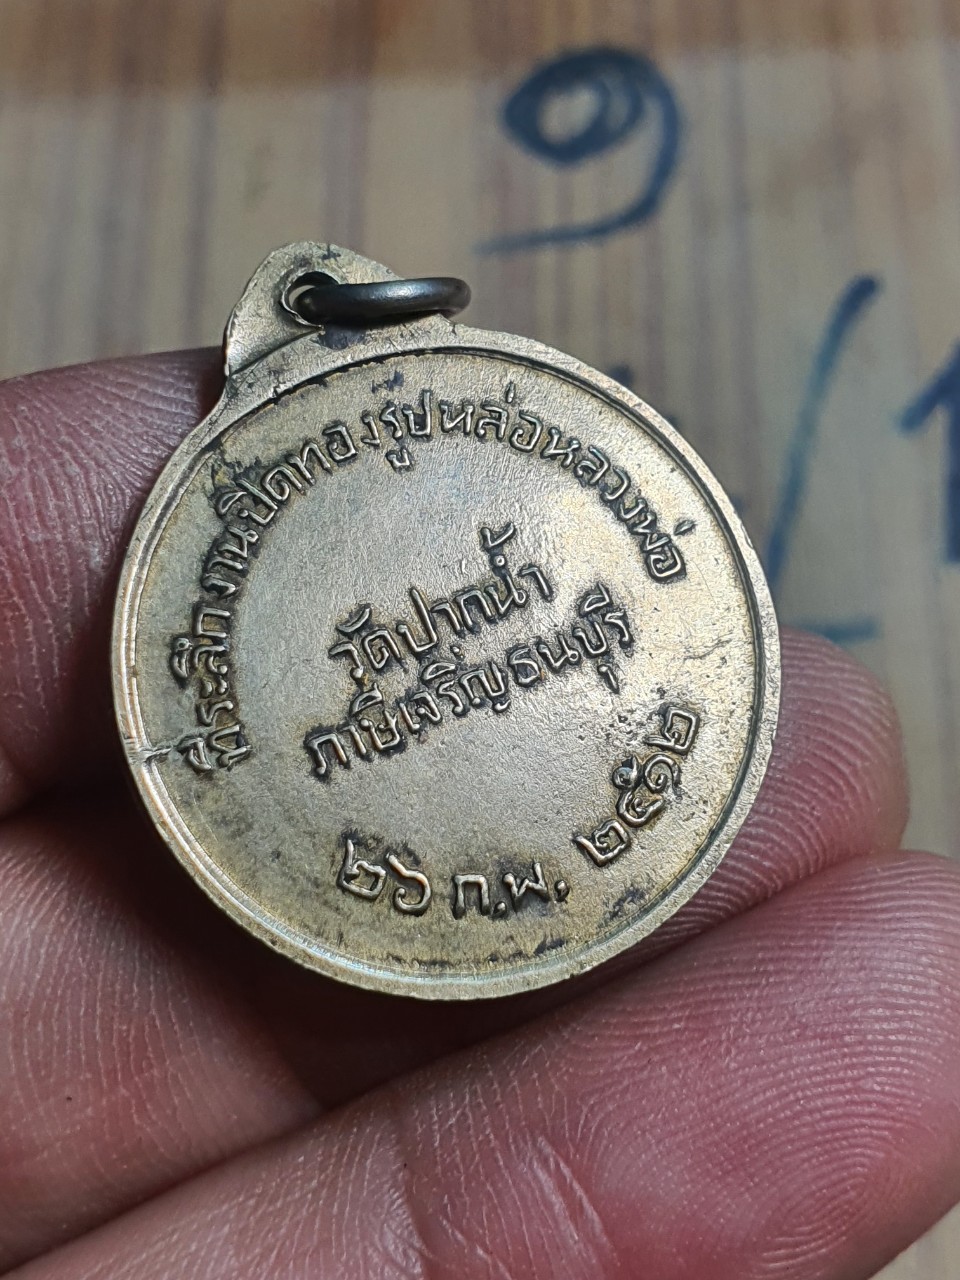 ที่ระลึกงานปิดทองรูปหล่อหลวงพ่อ
วัดปากน้ำ
ภาษีเจริญธนบุรี
๒๖ ก.พ. ๒๕๑๒